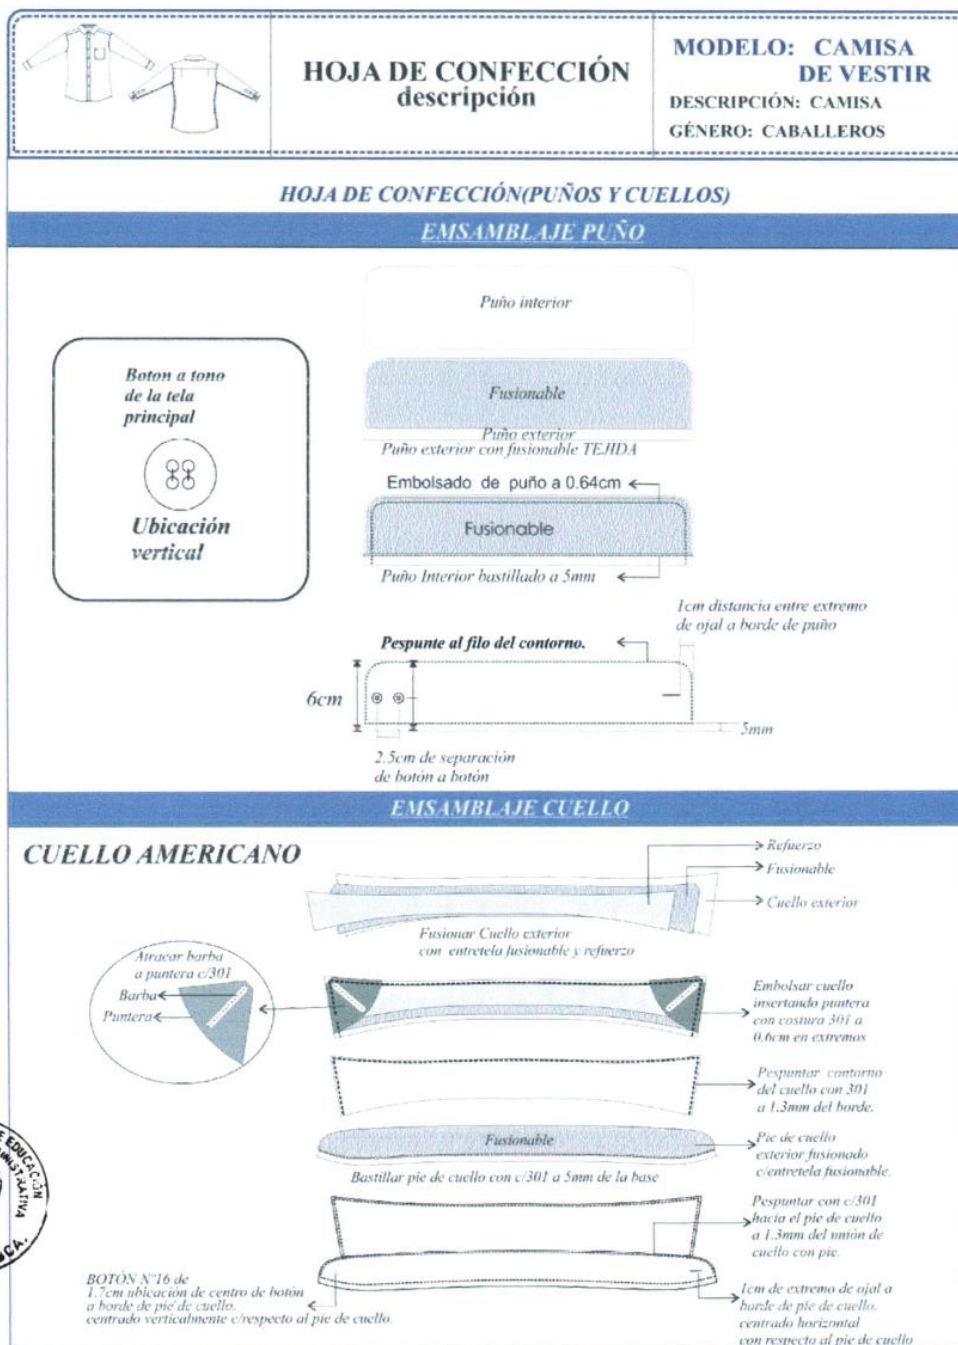 HOJA DE CONFECCIÓN
descripción
MODELO: CAMISA
DE VESTIR
DESCRIPCIÓN: CAMISA
GÉNERO: CABALLEROS
HOJA DE CONFECCIÓN(PUÑOS Y CUELLOS)
EMSAMBLAJE PUÑO
Puño interior
Boton a tono
de la tela
principal
Ubicación
vertical
Fusionable
Puño exterior
Puño exterior con fusionable TEJIDA
Embolsado de puño a 0.64cm
Fusionable
Puño Interior bastillado a 5mm
1cm distancia entre extremo
de ojal a borde de puño
Pespunte al filo del contorno.
6cm
5mm
2.5cm de separación
de botón a botón
EMSAMBLAJE CUELLO
CUELLO AMERICANO
Refuerzo
Fusionable
Cuello exterior
Fusionar Cuello exterior
con entretela fusionable y refuerzo
Atracar barba
a puntera c/301
Barba
Puntera
Embolsar cuello
insertando puntera
con costura 301 a
0.6cm en extremos
Pespuntar contorno
del cuello con 301
a 1.3mm del borde.
Fusionable
Pie de cuello
exterior fusionado
c/entretela fusionable.
Bastillar pie de cuello con c/301 a 5mm de la base
Pespuntar con c/301
hacia el pie de cuello
a 1.3mm del unión de
cuello con pie.
BOTÓN N°16 de
1.7cm ubicación de centro de botón
a borde de pie de cuello.
centrado verticalmente c/respecto al pie de cuello.
1cm de extremo de ojal a
borde de pie de cuello.
centrado horizontal
con respecto al pie de cuello
E EDUCACIÓN